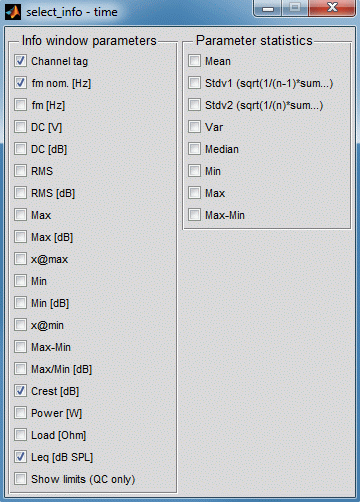 select_info - time
Info window parameters
Channel tag
fm nom. [Hz]
fm [Hz]
DC [V]
DC [dB]
RMS
RMS [dB]
Max
Max [dB]
x@max
Min
Min [dB]
x@min
Max-Min
Max/Min [dB]
Crest [dB]
Power [W]
Load [Ohm]
Leq [dB SPL]
Show limits (QC only)
Parameter statistics
Mean
Stdv1 (sqrt(1/(n-1)*sum...)
Stdv2 (sqrt(1/(n)*sum...)
Var
Median
Min
Max
Max-Min